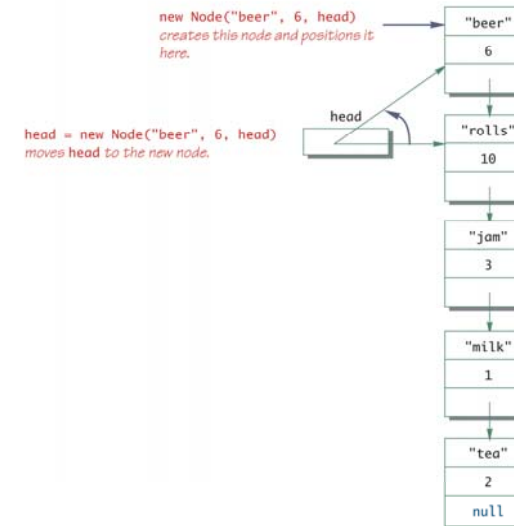 new Node("beer", 6, head)
creates this node and positions it
here.
"beer"
6
head
head = new Node("beer", 6, head)
moves head to the new node.
"rolls"
10
"jam"
3
"milk"
1
"tea"
2
null